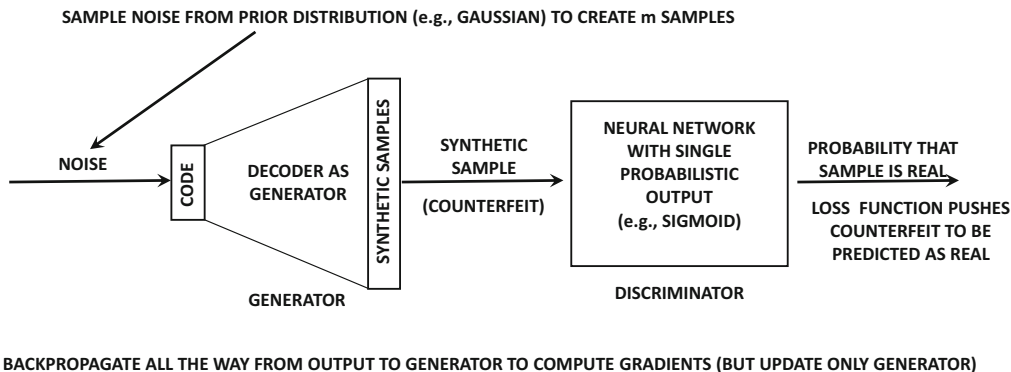 SAMPLE NOISE FROM PRIOR DISTRIBUTION (e.g., GAUSSIAN) TO CREATE m SAMPLES
NOISE
CODE
DECODER AS
GENERATOR
SYNTHETIC SAMPLES
GENERATOR
SYNTHETIC
SAMPLE
(COUNTERFEIT)
NEURAL NETWORK
WITH SINGLE
PROBABILISTIC
OUTPUT
(e.g., SIGMOID)
DISCRIMINATOR
PROBABILITY THAT
SAMPLE IS REAL
LOSS FUNCTION PUSHES
COUNTERFEIT TO BE
PREDICTED AS REAL
BACKPROPAGATE ALL THE WAY FROM OUTPUT TO GENERATOR TO COMPUTE GRADIENTS (BUT UPDATE ONLY GENERATOR)